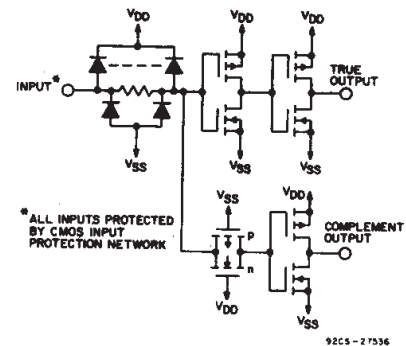 VDD
VDD
VDD
INPUT*
TRUE
OUTPUT
VSS
VSS
VSS
*ALL INPUTS PROTECTED
BY CMOS INPUT
PROTECTION NETWORK
VSS
p
n
VDD
VDD
COMPLEMENT
OUTPUT
VSS
92CS-27536